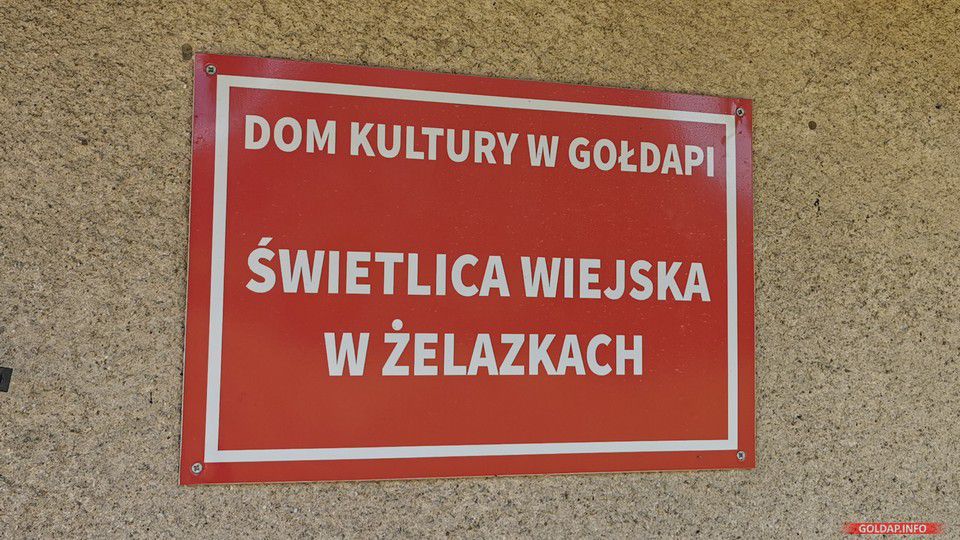 DOM KULTURY W GOŁDAPI
ŚWIETLICA WIEJSKA
W ŻELAZKACH
GOLDAP.INFO